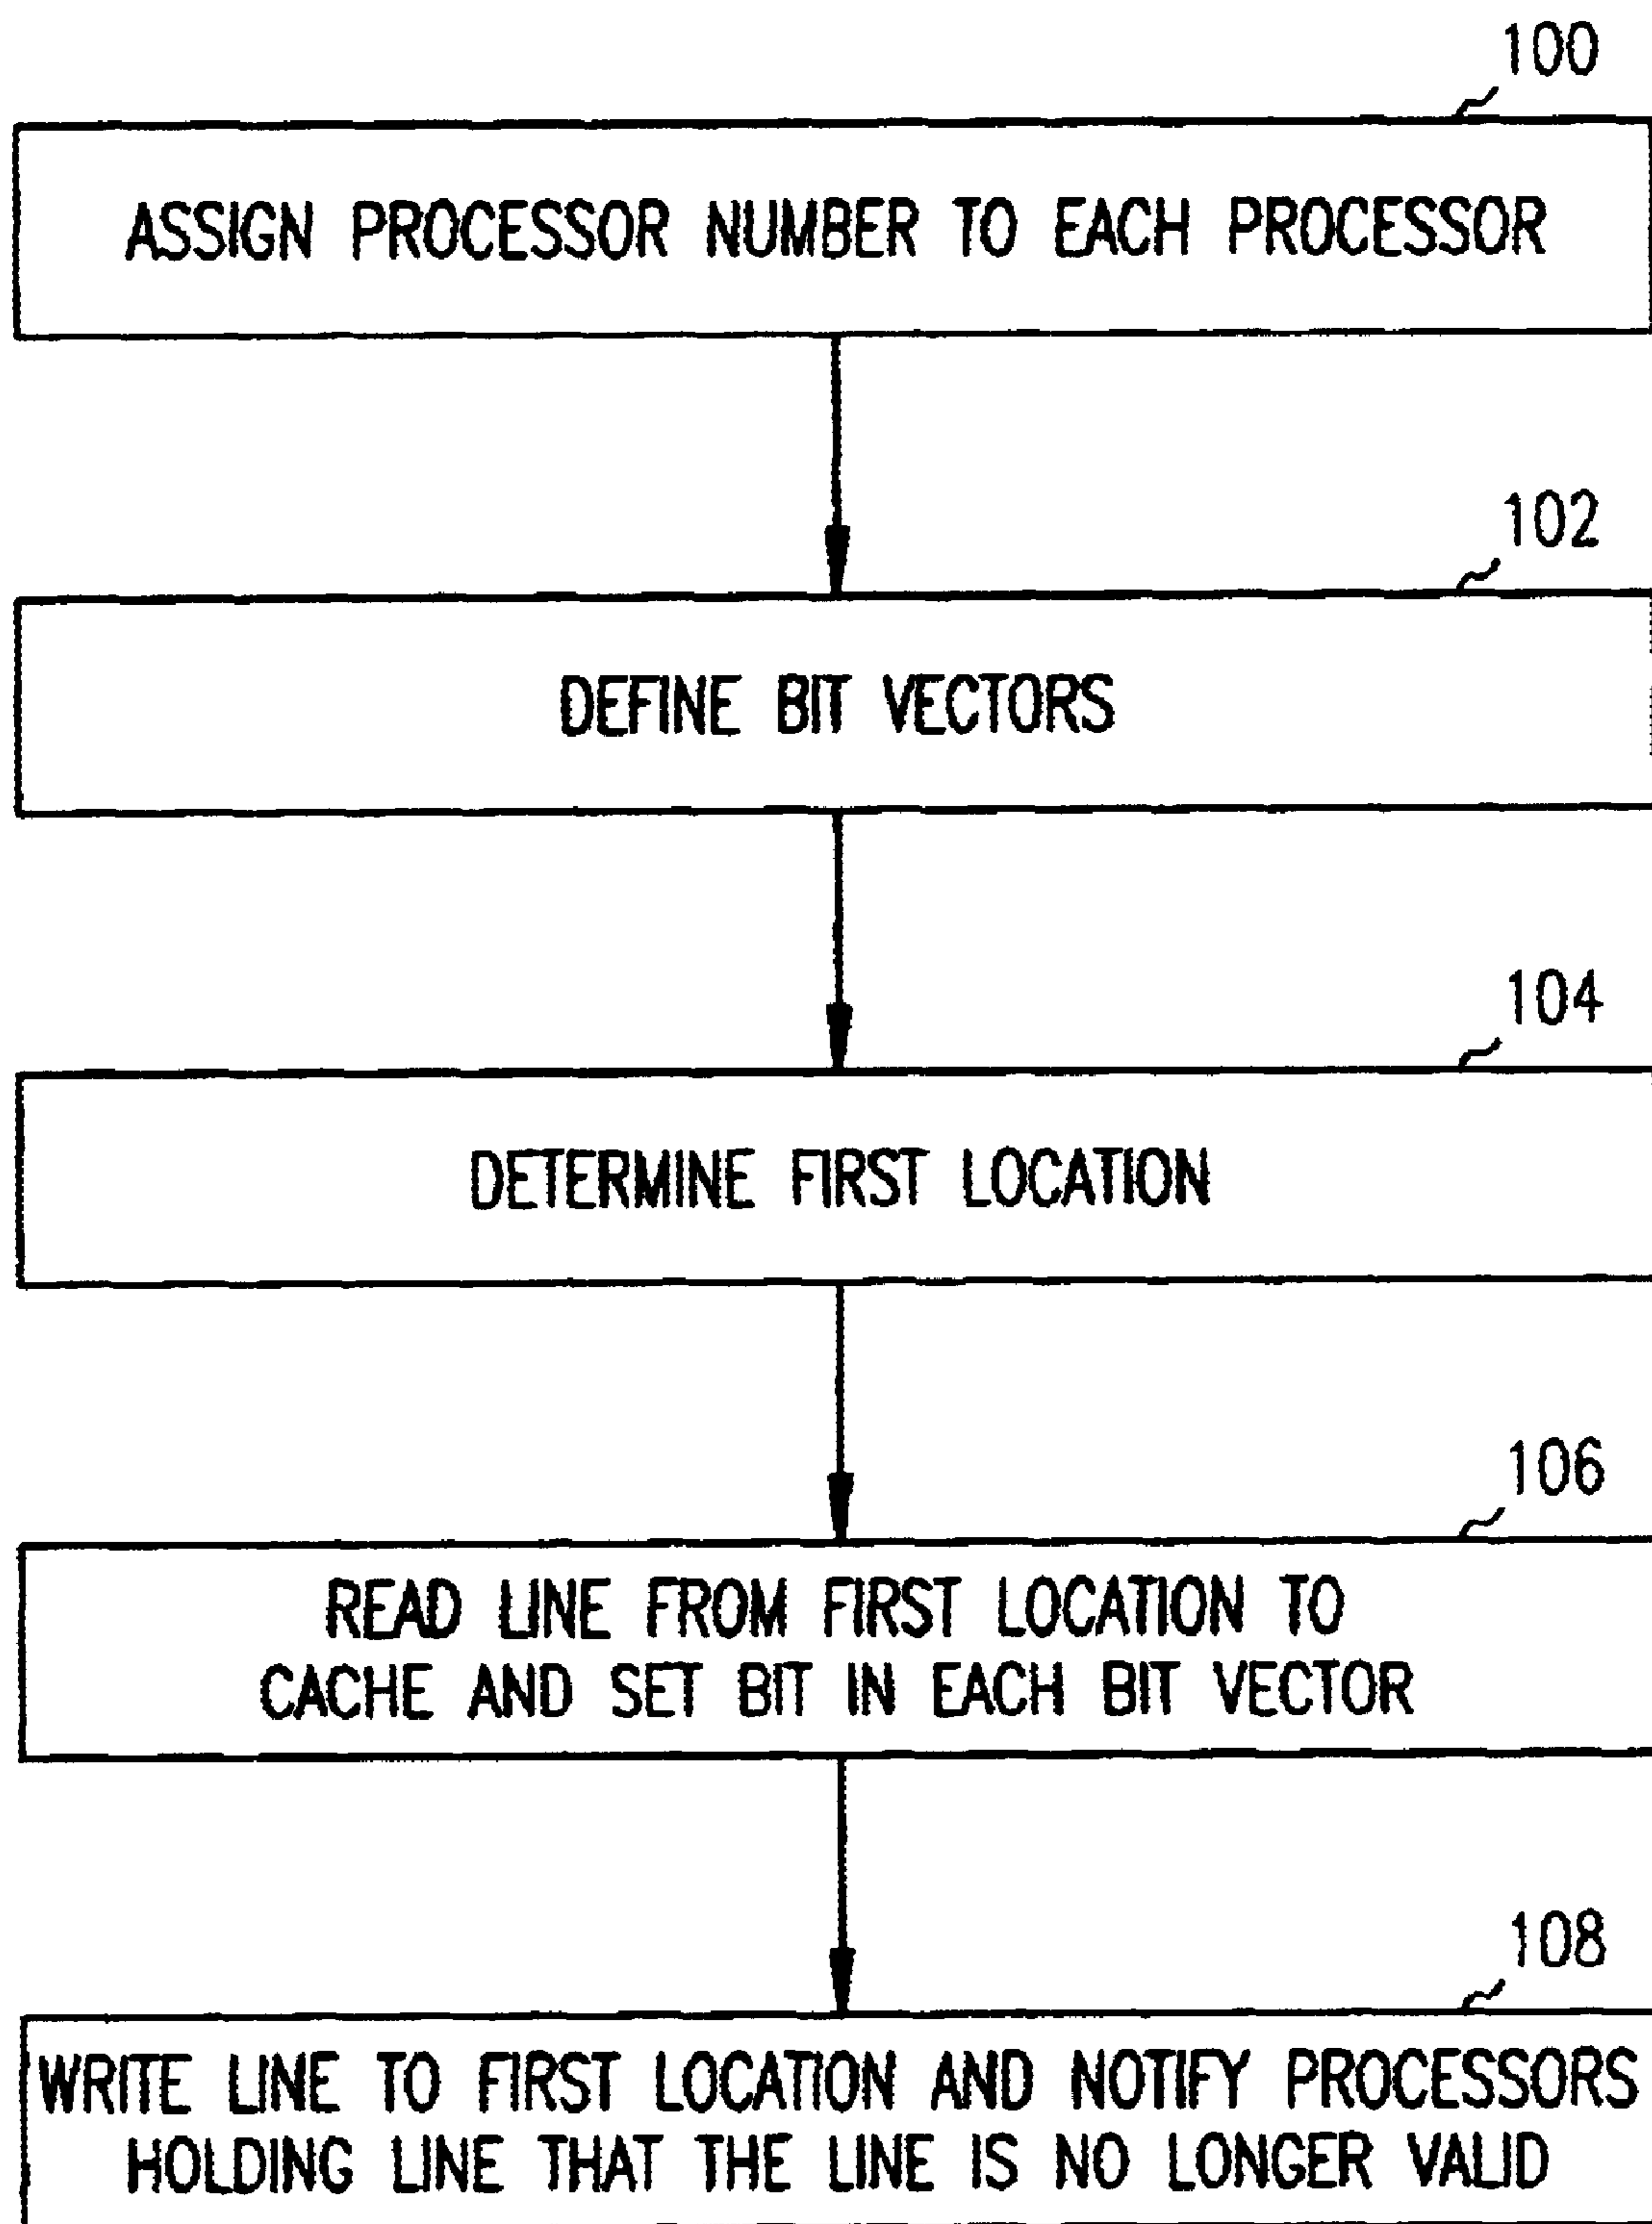 100
ASSIGN PROCESSOR NUMBER TO EACH PROCESSOR
102
DEFINE BIT VECTORS
104
DETERMINE FIRST LOCATION
106
READ LINE FROM FIRST LOCATION TO
CACHE AND SET BIT IN EACH BIT VECTOR
108
WRITE LINE TO FIRST LOCATION AND NOTIFY PROCESSORS
HOLDING LINE THAT THE LINE IS NO LONGER VALID